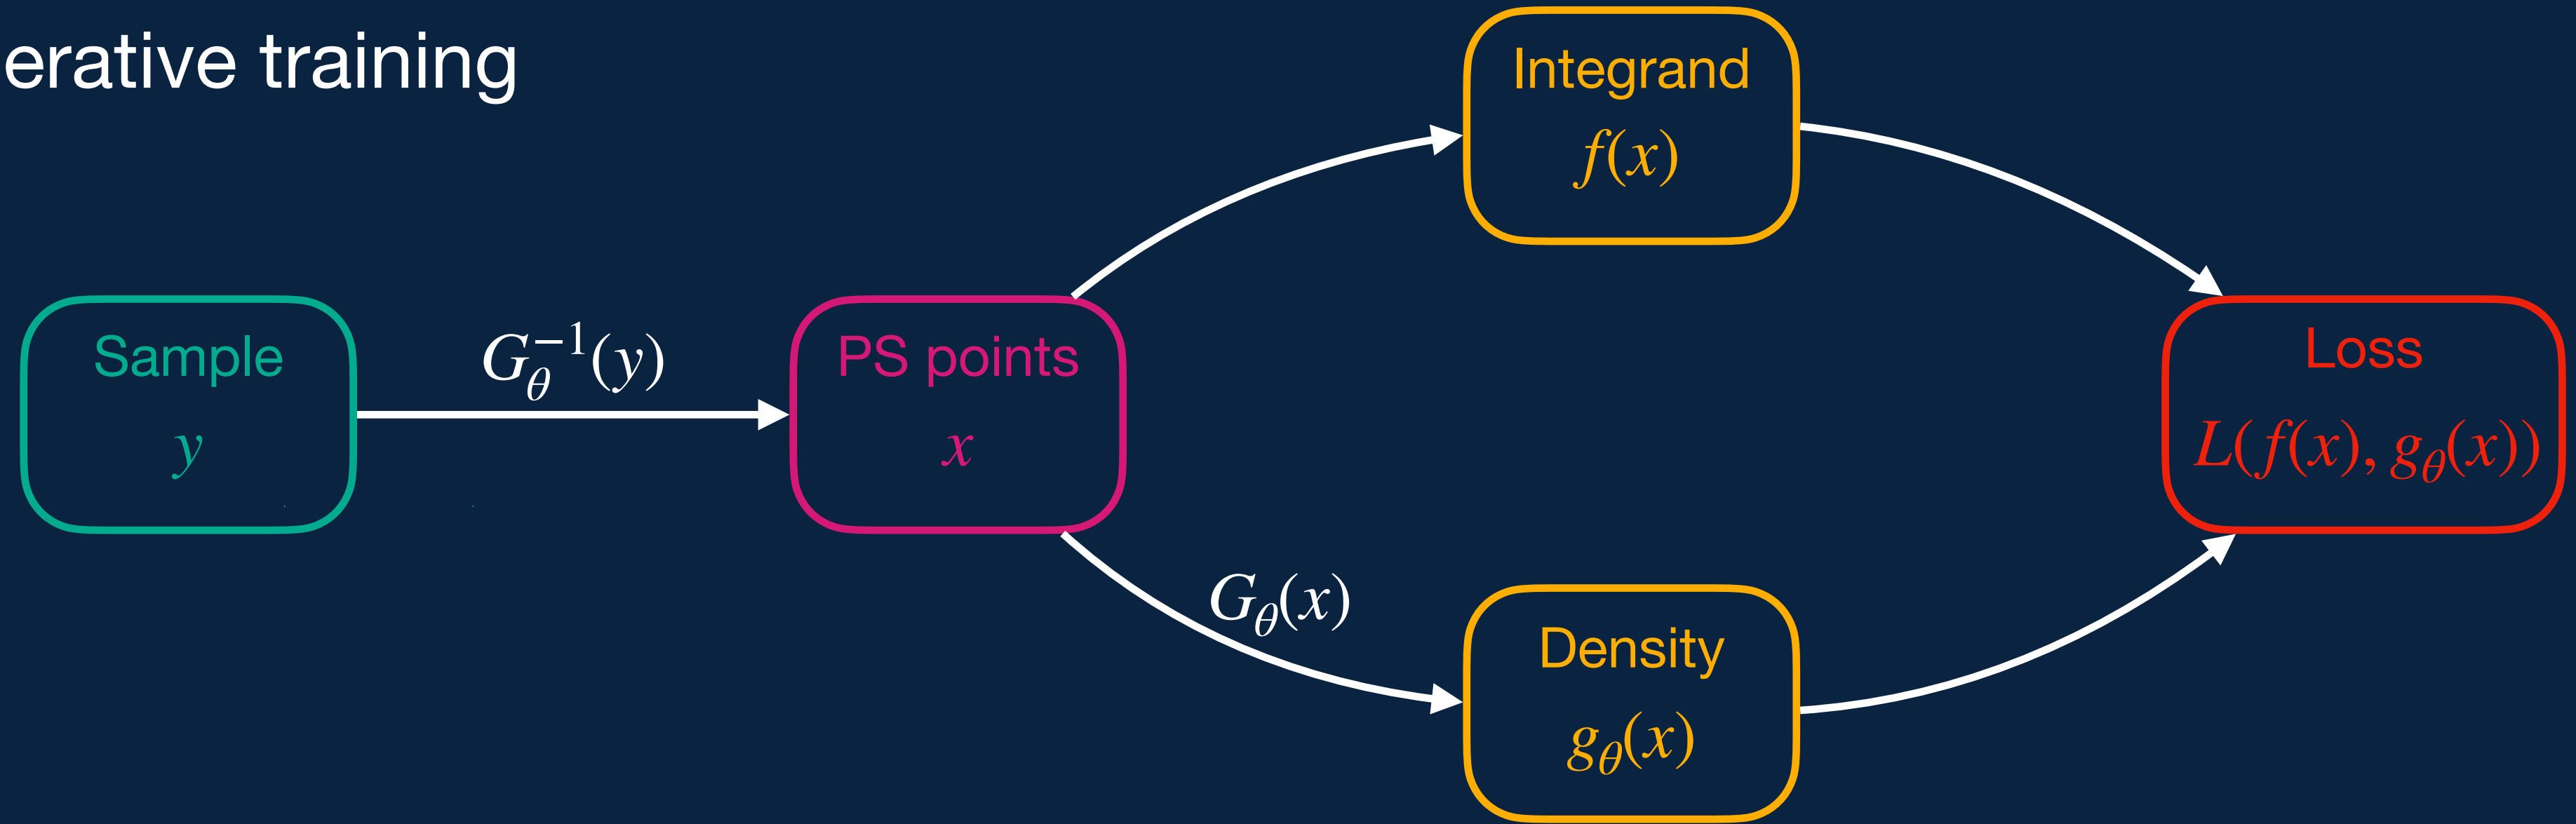 erative training
Integrand
f(x)
Sample
y
G_θ^{-1}(y)
PS points
x
G_θ(x)
Density
g_θ(x)
Loss
L(f(x), g_θ(x))